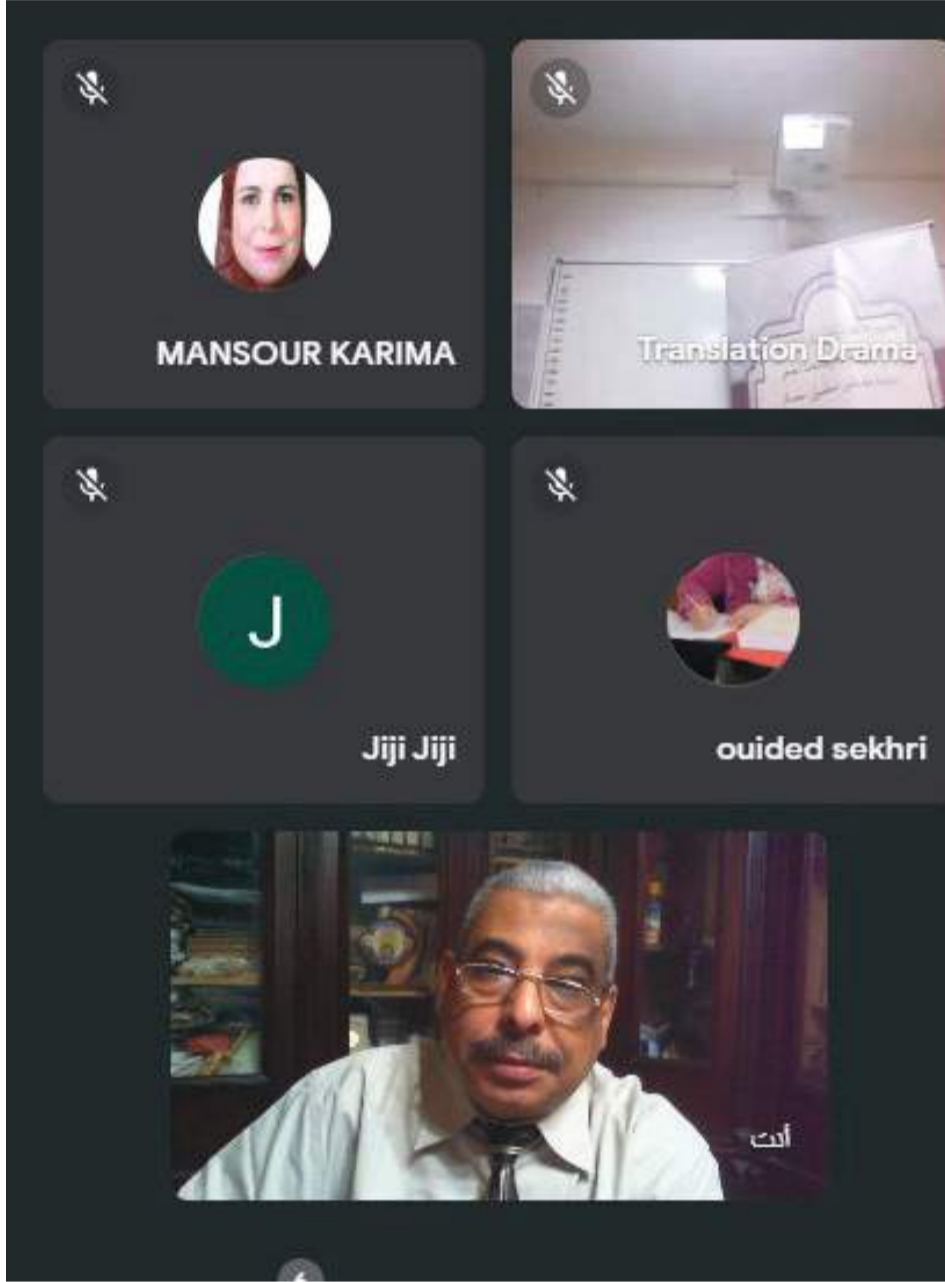 MANSOUR KARIMA
Translation Drama
J
Jiji Jiji
ouided sekhri
أنت